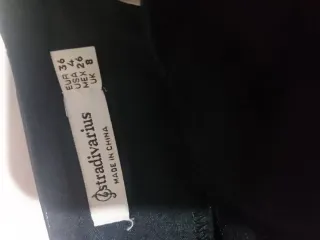 EUR 36
USA 4
MEX 26
UK 8
stradivarius
MADE IN CHINA